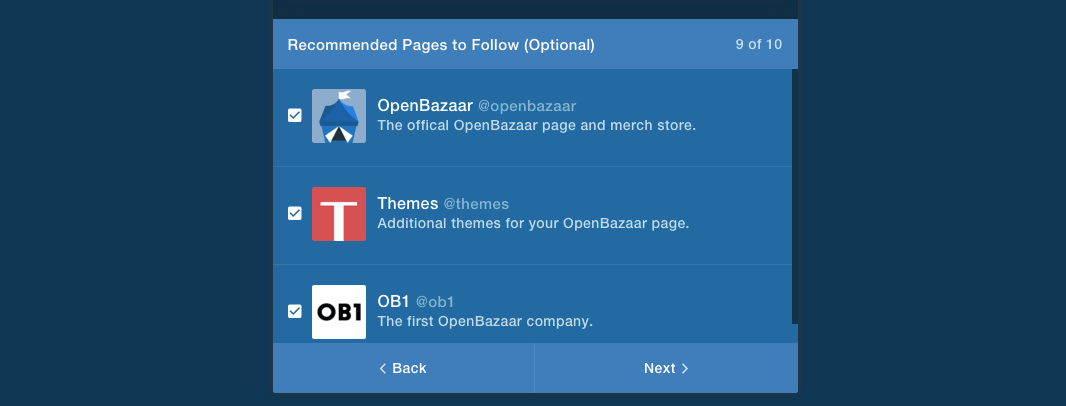 Recommended Pages to Follow (Optional) 9 of 10
OpenBazaar @openbazaar
The offical OpenBazaar page and merch store.
T
Themes @themes
Additional themes for your OpenBazaar page.
OB1
OB1 @ob1
The first OpenBazaar company.
Back
Next